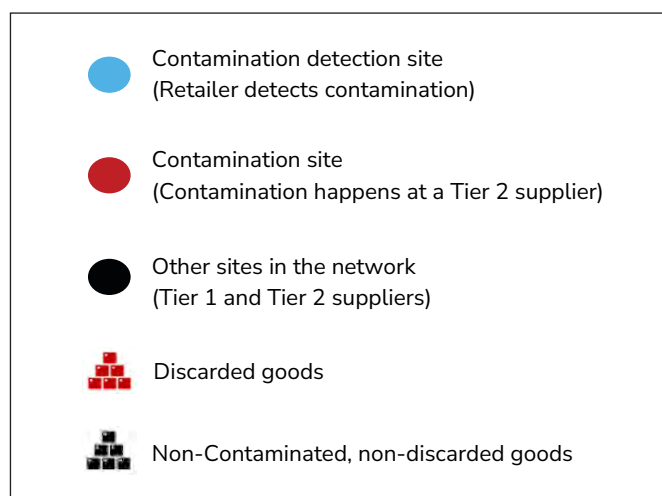 Contamination detection site
(Retailer detects contamination)
Contamination site
(Contamination happens at a Tier 2 supplier)
Other sites in the network
(Tier 1 and Tier 2 suppliers)
Discarded goods
Non-Contaminated, non-discarded goods